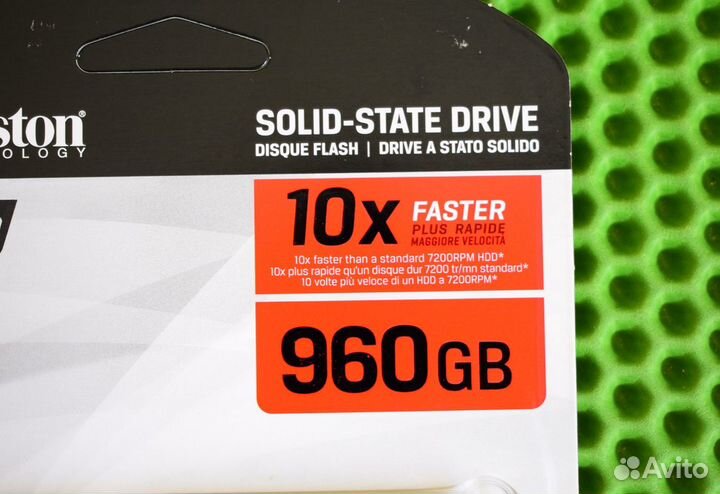 ston®
OLOGY
SOLID-STATE DRIVE
DISQUE FLASH | DRIVE A STATO SOLIDO
10x FASTER
PLUS RAPIDE
MAGGIORE VELOCITÀ
10x faster than a standard 7200RPM HDD*
10x plus rapide qu'un disque dur 7200 tr/mn standard*
10 volte più veloce di un HDD a 7200RPM*
960GB
Avito